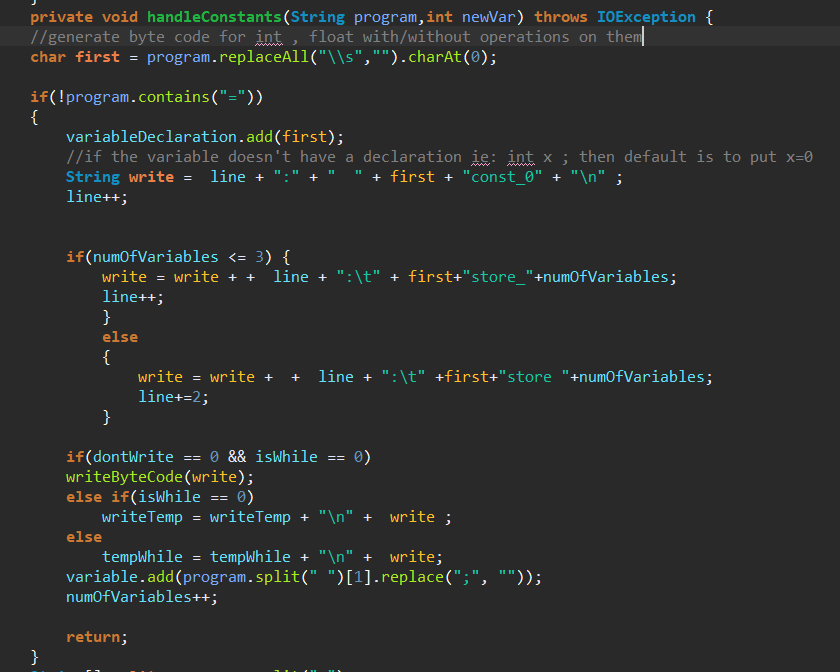 private void handleConstants(String program,int newVar) throws IOException {
//generate byte code for int , float with/without operations on them
char first = program.replaceAll("\\s","").charAt(0);
if(!program.contains("="))
{
variableDeclaration.add(first);
//if the variable doesn't have a declaration ie: int x ; then default is to put x=0
String write =  line + ":" + "  " + first + "const_0" + "\n" ;
line++;
if(numOfVariables <= 3) {
write = write + +  line + ":\t" + first+"store_"+numOfVariables;
line++;
}
else
{
write = write +  +  line + ":\t" +first+"store "+numOfVariables;
line+=2;
}
if(dontWrite == 0 && isWhile == 0)
writeByteCode(write);
else if(isWhile == 0)
writeTemp = writeTemp + "\n" +  write ;
else
tempWhile = tempWhile + "\n" +  write;
variable.add(program.split(" ")[1].replace(";", ""));
numOfVariables++;
return;
}